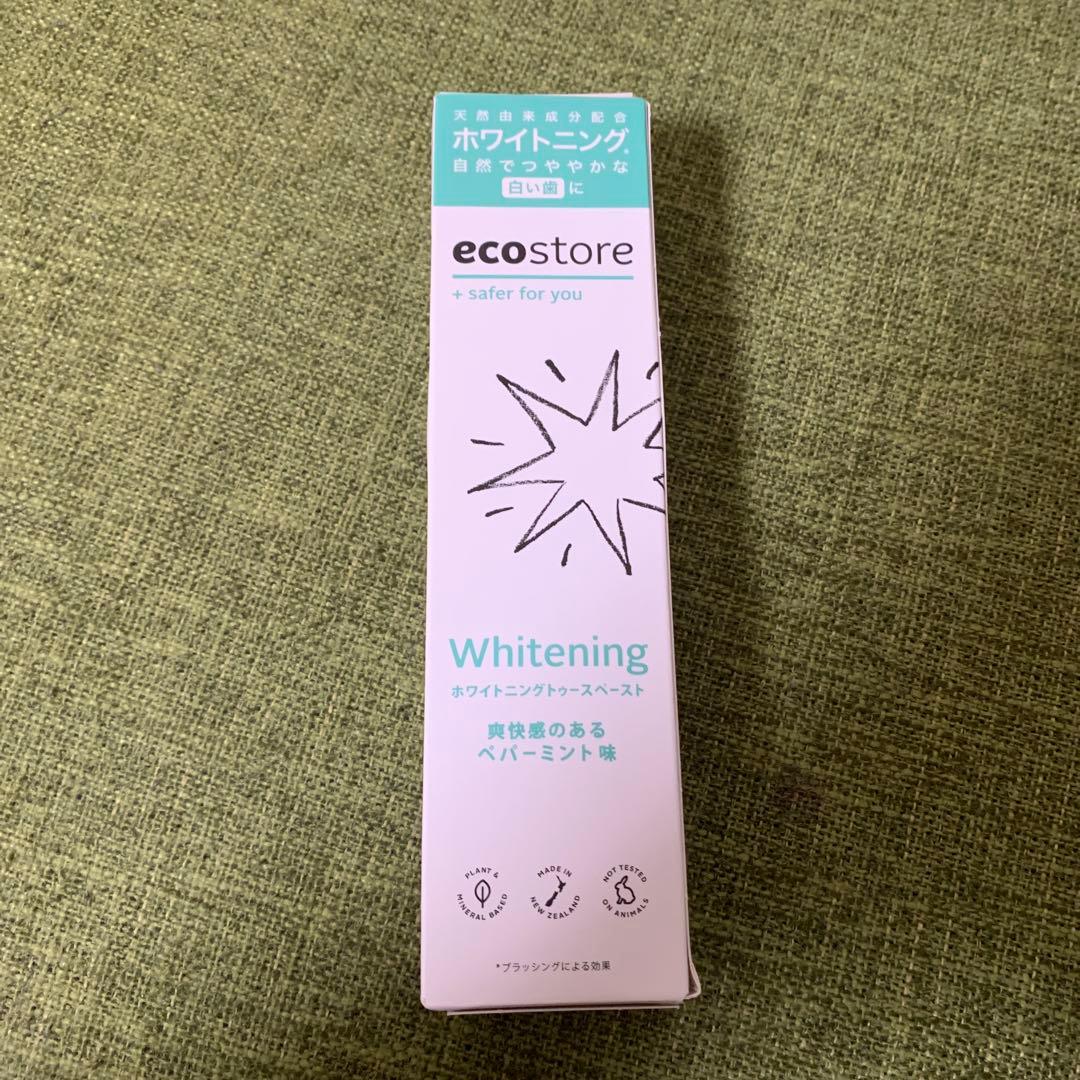 天然由来成分配合
ホワイトニング*
自然でつややかな
白い歯に
ecostore
+ safer for you
Whitening
ホワイトニングトゥースペースト
爽快感のある
ペパーミント味
PLANT & MINERAL BASED
MADE IN NEW ZEALAND
NOT TESTED ON ANIMALS
*ブラッシングによる効果